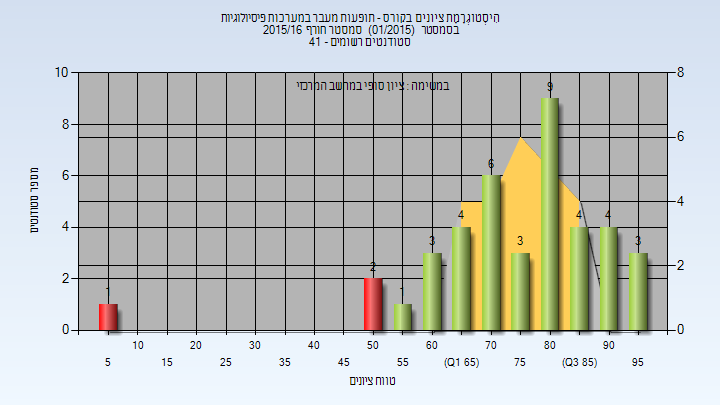 היסטוגרמת ציונים בקורס - תופעות מעבר במערכות פיסיולוגיות
בסמסטר (01/2015) סמסטר חורף 2015/16
סטודנטים רשומים - 41
במשימה : ציון סופי במחשב המרכזי
מספר סטודנטים
10
8
6
4
2
0
8
6
4
2
0
1
2
1
3
4
6
3
9
4
4
3
10 20 30 40 50 60 70 80 90
5 15 25 35 45 55 (Q1 65) 75 (Q3 85) 95
טווח ציונים